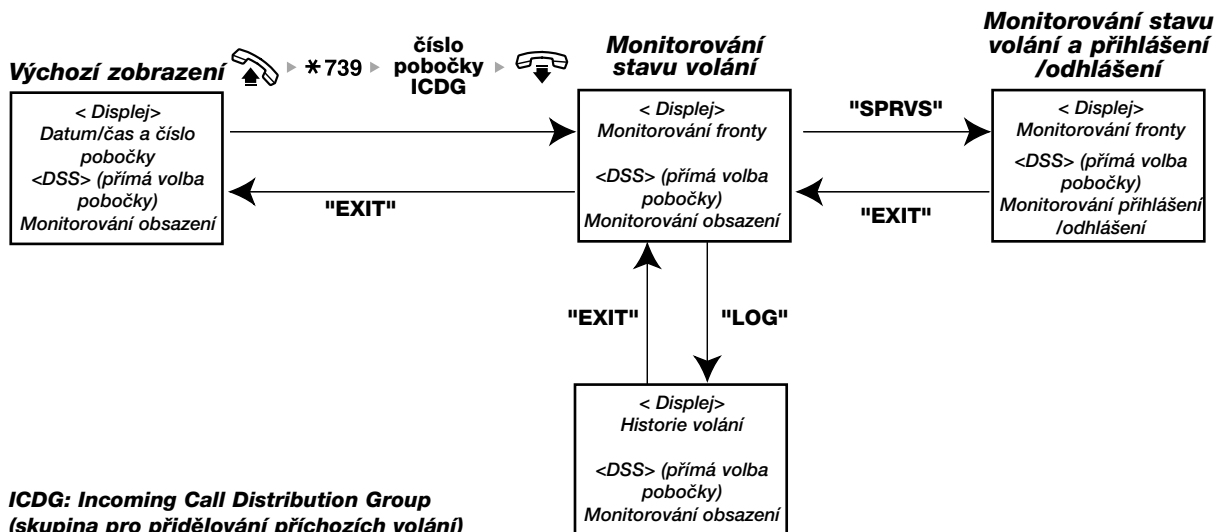 Výchozí zobrazení
*739
číslo
pobočky
ICDG
Monitorování
stavu volání
Monitorování stavu
volání a přihlášení
/odhlášení
< Displej>
Datum/čas a číslo
pobočky
<DSS> (přímá volba
pobočky)
Monitorování obsazení
"EXIT"
< Displej>
Monitorování fronty
<DSS> (přímá volba
pobočky)
Monitorování obsazení
"SPRVS"
"EXIT"
< Displej>
Monitorování fronty
<DSS> (přímá volba
pobočky)
Monitorování přihlášení
/odhlášení
"EXIT"
"LOG"
< Displej>
Historie volání
<DSS> (přímá volba
pobočky)
Monitorování obsazení
ICDG: Incoming Call Distribution Group
(skupina pro přidělování příchozích volání)